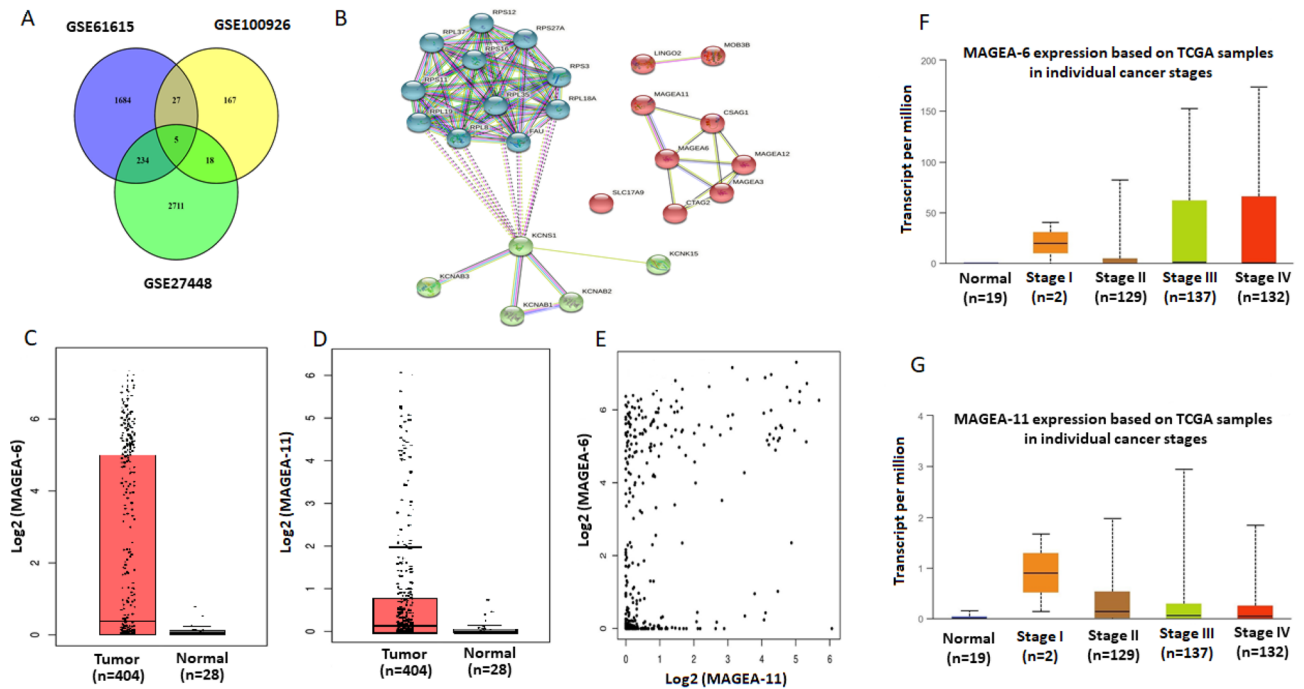 A
GSE61615
GSE100926
1684
27
167
5
234
18
2711
GSE27448
B
RPS12
RPL37
RPS27A
RPS16
RPS3
RPS11
RPL35
RPL18A
RPL19
RPL8
FAU
LINGO2
MOB3B
MAGEA11
CSAG1
MAGEA6
MAGEA12
MAGEA3
SLC17A9
CTAG2
KCNS1
KCNK15
KCNAB3
KCNAB2
KCNAB1
C
Log2 (MAGEA-6)
6
4
2
0
Tumor
(n=404)
Normal
(n=28)
D
Log2 (MAGEA-11)
6
5
4
3
2
1
0
Tumor
(n=404)
Normal
(n=28)
E
Log2 (MAGEA-6)
6
4
2
0
0 1 2 3 4 5 6
Log2 (MAGEA-11)
F
MAGEA-6 expression based on TCGA samples
in individual cancer stages
Transcript per million
200
150
100
50
0
Normal
(n=19)
Stage I
(n=2)
Stage II
(n=129)
Stage III
(n=137)
Stage IV
(n=132)
G
MAGEA-11 expression based on TCGA samples
in individual cancer stages
Transcript per million
4
3
2
1
0
Normal
(n=19)
Stage I
(n=2)
Stage II
(n=129)
Stage III
(n=137)
Stage IV
(n=132)